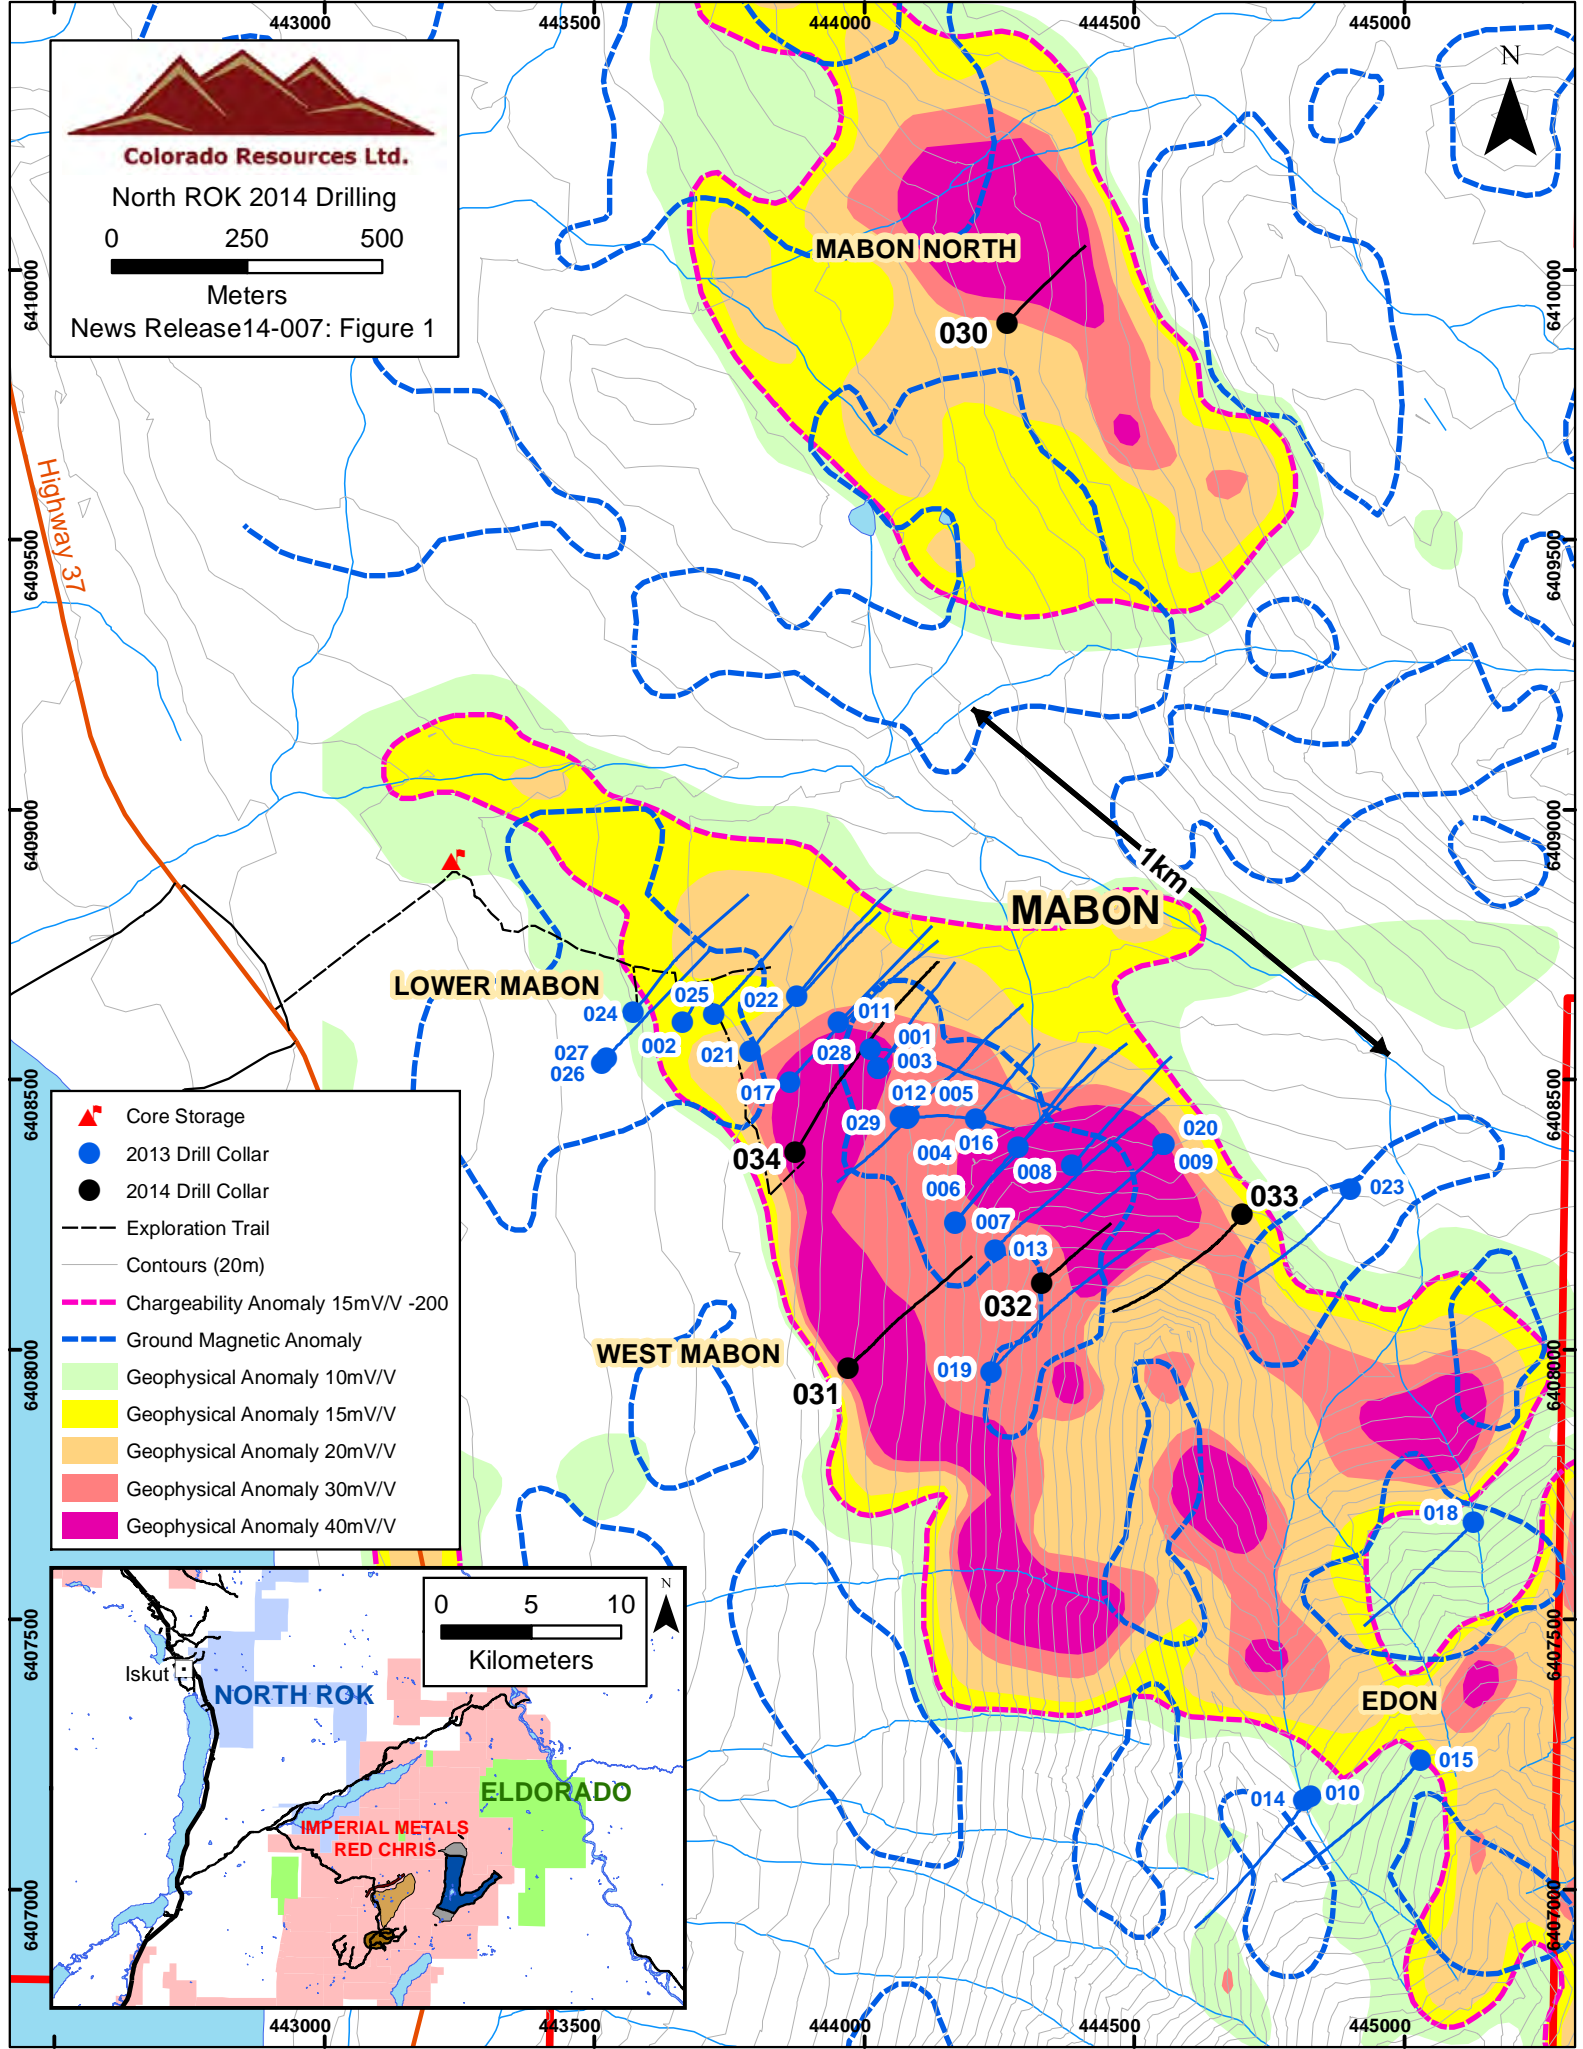 443000
443500
444000
444500
445000
Colorado Resources Ltd.
North ROK 2014 Drilling
0 250 500
Meters
News Release14-007: Figure 1
N
6410000
6410000
MABON NORTH
030
Highway 37
6409500
6409500
6409000
6409000
1km
MABON
LOWER MABON
024
025
022
011
002
021
028
001
003
027
026
017
012
005
029
034
004
016
020
008
009
006
033
023
007
013
032
WEST MABON
019
031
018
EDON
015
014
010
6408500
6408500
6408000
6408000
6407500
6407500
6407000
6407000
Core Storage
2013 Drill Collar
2014 Drill Collar
Exploration Trail
Contours (20m)
Chargeability Anomaly 15mV/V -200
Ground Magnetic Anomaly
Geophysical Anomaly 10mV/V
Geophysical Anomaly 15mV/V
Geophysical Anomaly 20mV/V
Geophysical Anomaly 30mV/V
Geophysical Anomaly 40mV/V
0 5 10
Kilometers
N
Iskut
NORTH ROK
ELDORADO
IMPERIAL METALS
RED CHRIS
443000
443500
444000
444500
445000